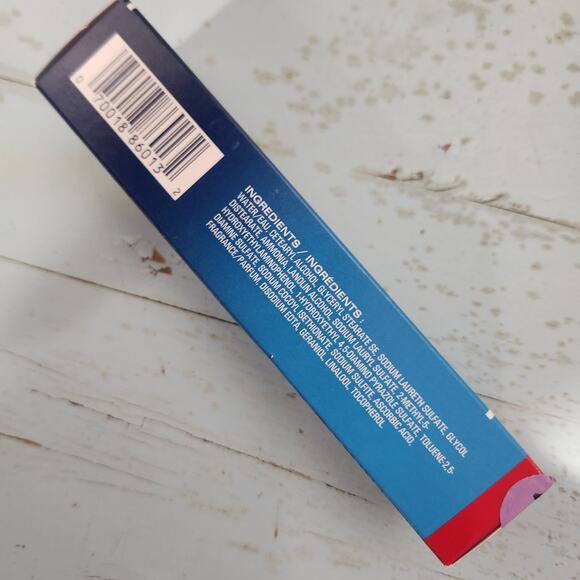 0 70018 86013 2
INGREDIENTS / INGRÉDIENTS :
WATER/EAU, CETEARYL ALCOHOL, GLYCERYL STEARATE SE, SODIUM LAURETH SULFATE, GLYCOL
DISTEARATE, AMMONIA, LANOLIN ALCOHOL, SODIUM LAURYL SULFATE, 2-METHYL-5-
HYDROXYETHYLAMINOPHENOL, 1-HYDROXYETHYL 4,5-DIAMINO PYRAZOLE SULFATE, TOLUENE-2,5-
DIAMINE SULFATE, SODIUM COCOYL ISETHIONATE, SODIUM SULFITE, ASCORBIC ACID,
FRAGRANCE/PARFUM, DISODIUM EDTA, GERANIOL, LINALOOL, TOCOPHEROL